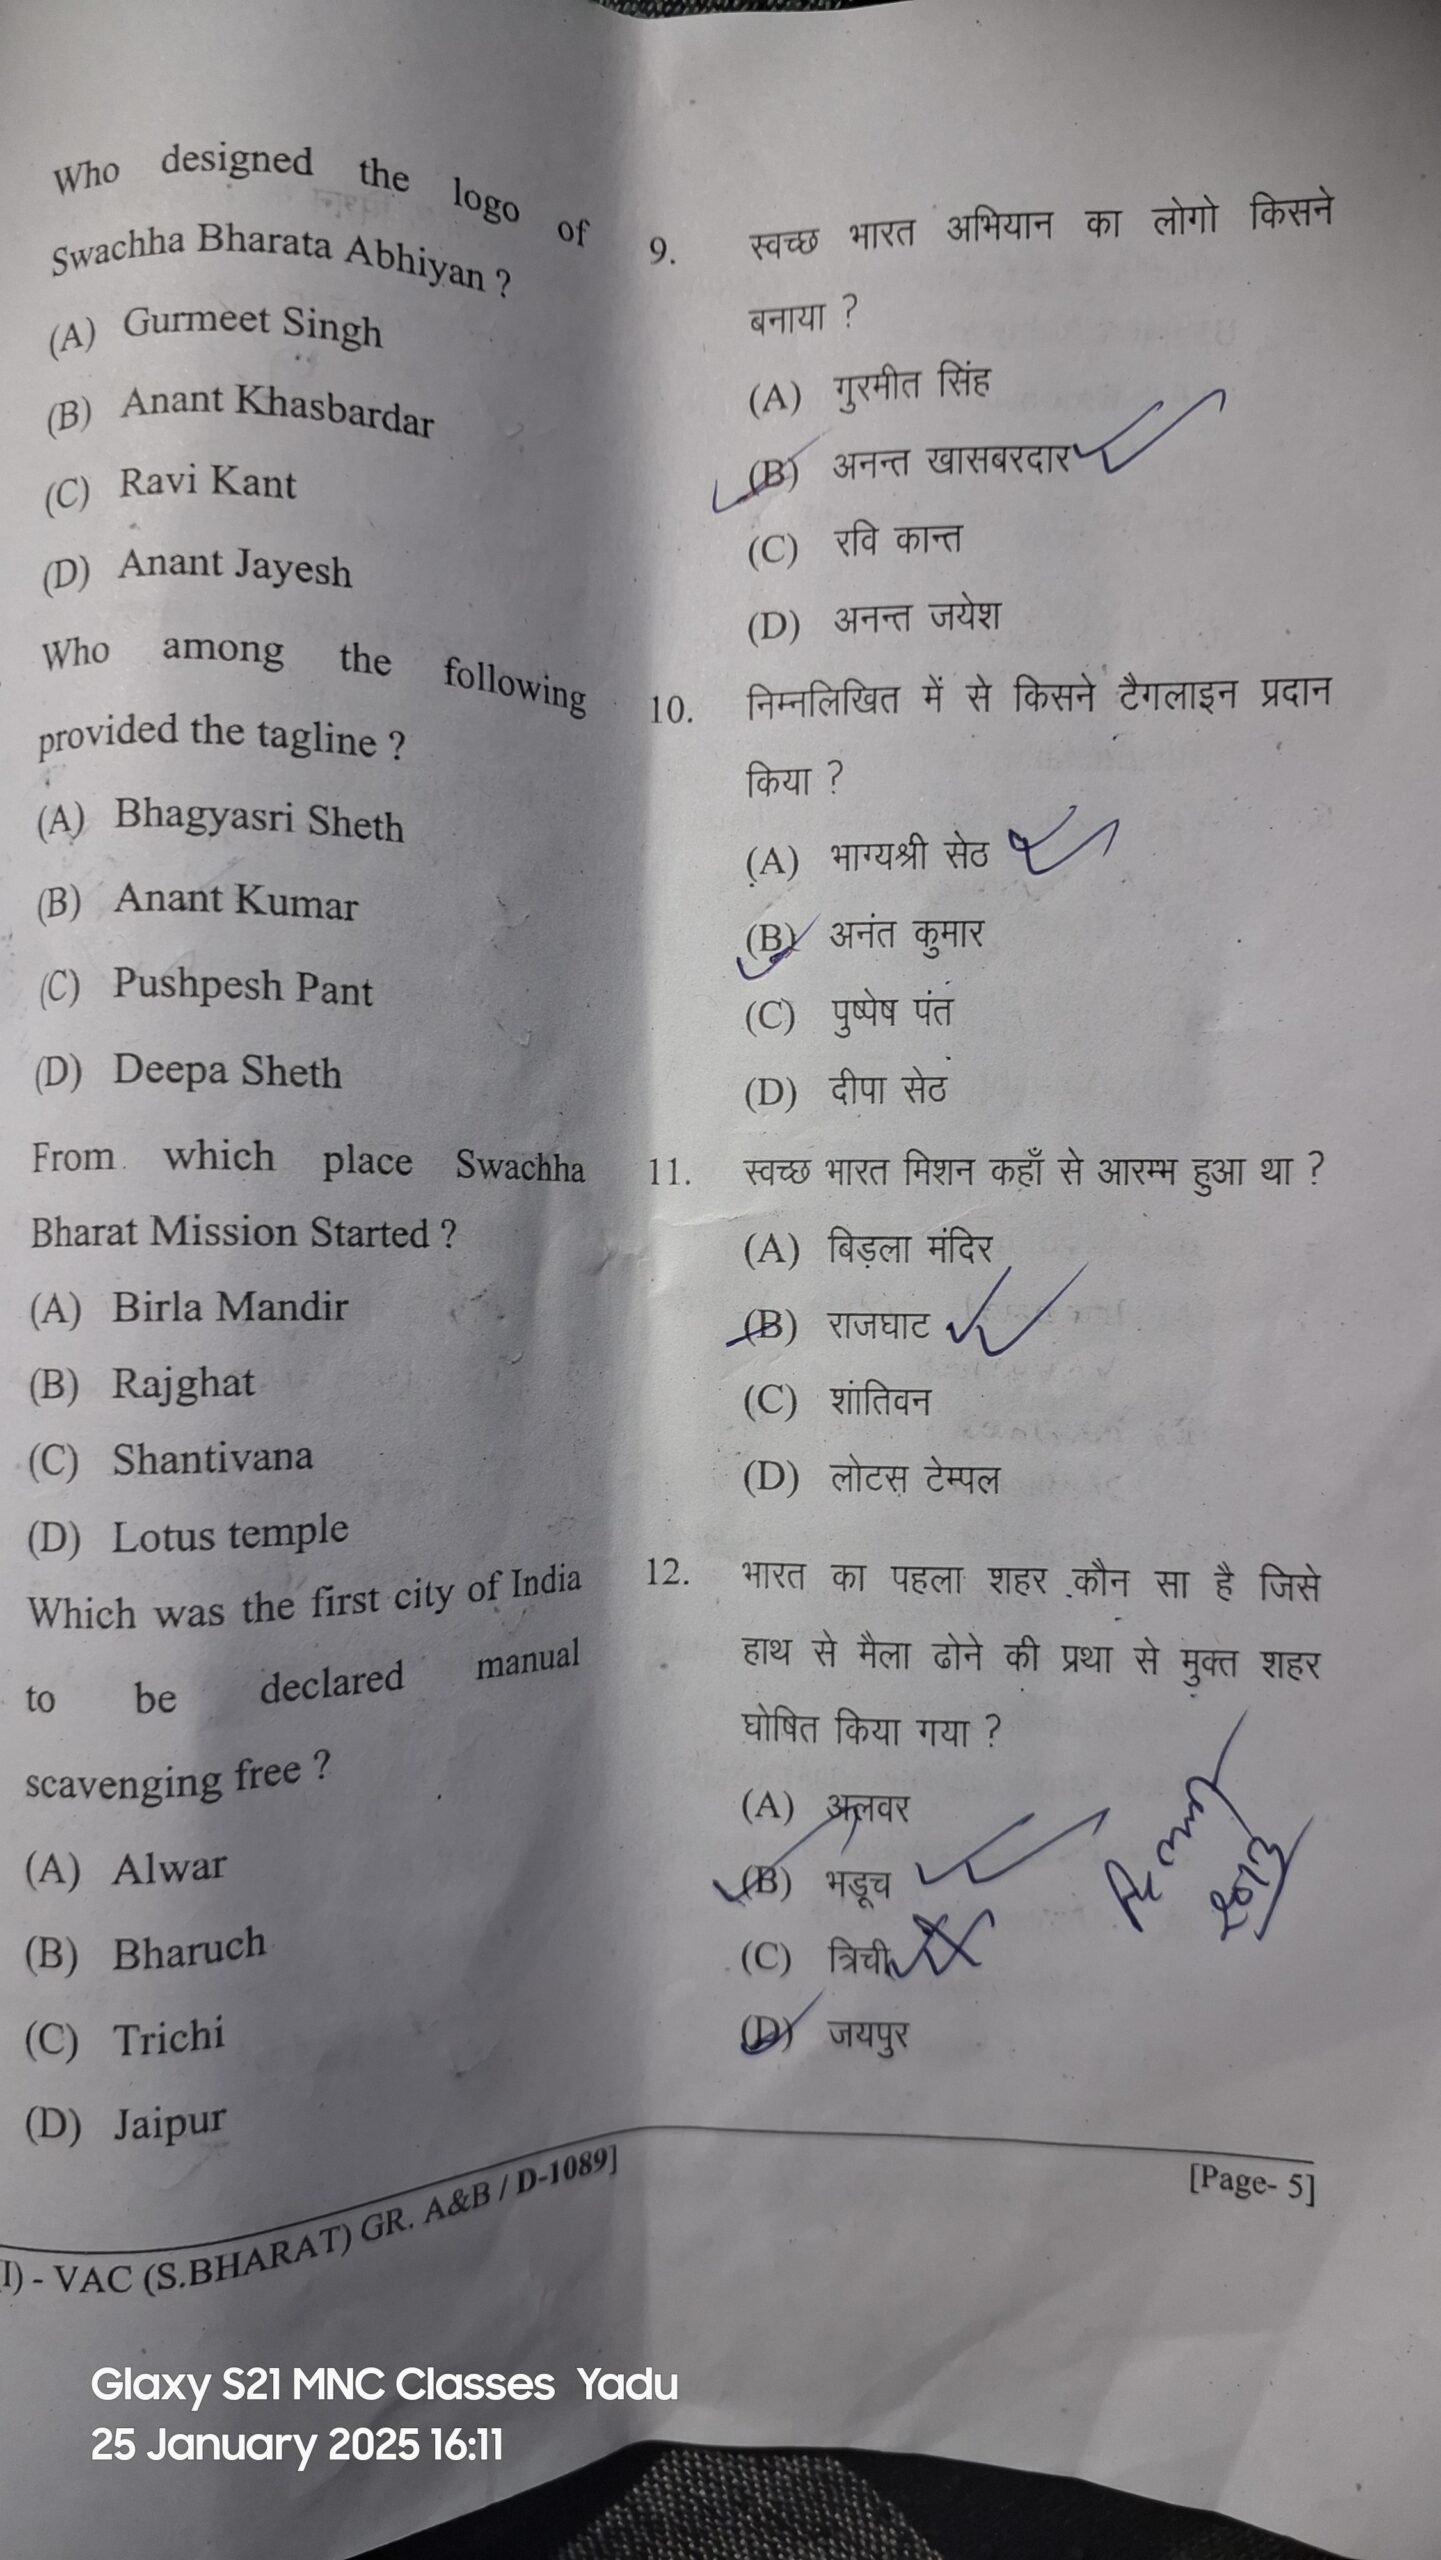 Who designed the logo of
Swachha Bharata Abhiyan ?
(A) Gurmeet Singh
(B) Anant Khasbardar
(C) Ravi Kant
(D) Anant Jayesh
Who among the following
provided the tagline ?
(A) Bhagyasri Sheth
(B) Anant Kumar
(C) Pushpesh Pant
(D) Deepa Sheth
From which place Swachha
Bharat Mission Started ?
(A) Birla Mandir
(B) Rajghat
(C) Shantivana
(D) Lotus temple
Which was the first city of India
to be declared manual
scavenging free ?
(A) Alwar
(B) Bharuch
(C) Trichi
(D) Jaipur
9. स्वच्छ भारत अभियान का लोगो किसने
बनाया ?
(A) गुरमीत सिंह
(B) अनन्त खासबरदार
(C) रवि कान्त
(D) अनन्त जयेश
10. निम्नलिखित में से किसने टैगलाइन प्रदान
किया ?
(A) भाग्यश्री सेठ
(B) अनंत कुमार
(C) पुष्पेष पंत
(D) दीपा सेठ
11. स्वच्छ भारत मिशन कहाँ से आरम्भ हुआ था ?
(A) बिड़ला मंदिर
(B) राजघाट
(C) शांतिवन
(D) लोटस टेम्पल
12. भारत का पहला शहर कौन सा है जिसे
हाथ से मैला ढोने की प्रथा से मुक्त शहर
घोषित किया गया ?
(A) अलवर
(B) भड़ूच
(C) त्रिची
(D) जयपुर
I) - VAC (S.BHARAT) GR. A&B / D-1089]
[Page- 5]
Glaxy S21 MNC Classes Yadu
25 January 2025 16:11